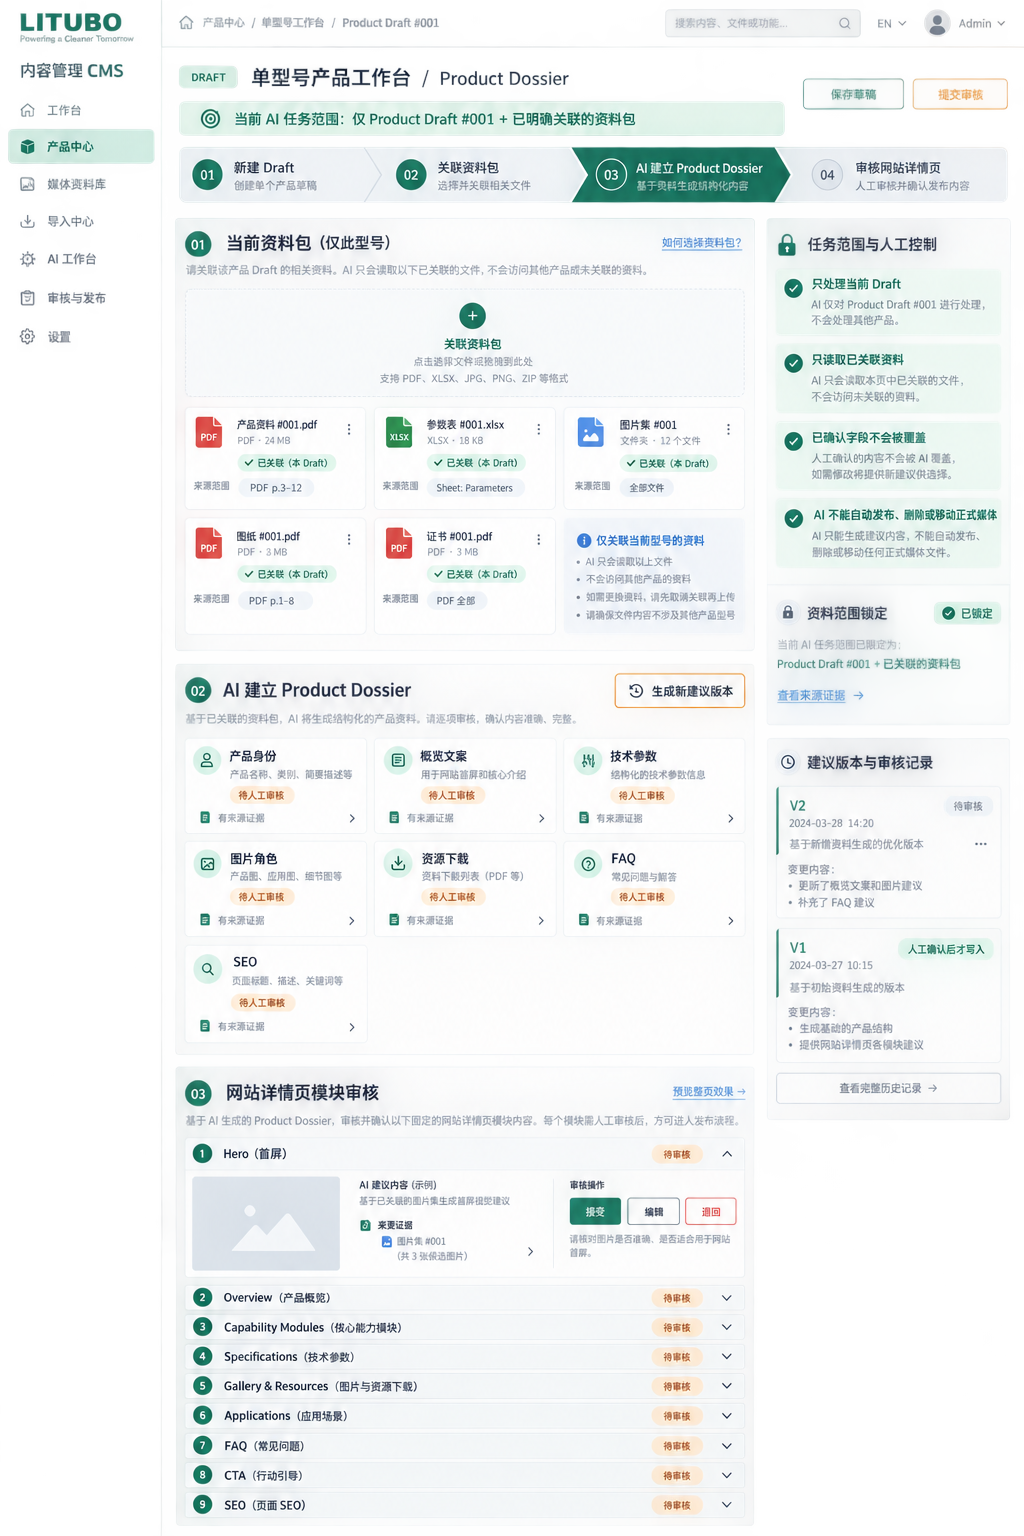 LITUBO
Powering a Cleaner Tomorrow
内容管理 CMS
工作台
产品中心
媒体资料库
导入中心
AI 工作台
审核与发布
设置
产品中心 / 单型号工作台 / Product Draft #001
搜索内容、文件或功能...
EN
Admin
DRAFT
单型号产品工作台 / Product Dossier
保存草稿
提交审核
当前 AI 任务范围：仅 Product Draft #001 + 已明确关联的资料包
01
新建 Draft
创建单个产品草稿
02
关联资料包
选择并关联相关文件
03
AI 建立 Product Dossier
基于资料生成结构化内容
04
审核网站详情页
人工审核并确认发布内容
01 当前资料包（仅此型号）
如何选择资料包？
请关联该产品 Draft 的相关资料。AI 只会读取以下已关联的文件，不会访问其他产品或未关联的资料。
+
关联资料包
点击选择文件或拖拽到此处
支持 PDF、XLSX、JPG、PNG、ZIP 等格式
PDF
产品资料 #001.pdf
PDF · 24 MB
已关联（本 Draft）
来源范围 PDF p.3–12
XLSX
参数表 #001.xlsx
XLSX · 18 KB
已关联（本 Draft）
来源范围 Sheet: Parameters
图片集 #001
文件夹 · 12 个文件
已关联（本 Draft）
来源范围 全部文件
PDF
图纸 #001.pdf
PDF · 3 MB
已关联（本 Draft）
来源范围 PDF p.1–8
PDF
证书 #001.pdf
PDF · 3 MB
已关联（本 Draft）
来源范围 PDF 全部
仅关联当前型号的资料
• AI 只会读取以上文件
• 不会访问其他产品的资料
• 如需更换资料，请先取消关联再上传
• 请确保文件内容不涉及其他产品型号
02 AI 建立 Product Dossier
生成新建议版本
基于已关联的资料包，AI 将生成结构化的产品资料。请逐项审核，确认内容准确、完整。
产品身份
产品名称、类别、简要描述等
待人工审核
有来源证据
概览文案
用于网站首屏和核心介绍
待人工审核
有来源证据
技术参数
结构化的技术参数信息
待人工审核
有来源证据
图片角色
产品图、应用图、细节图等
待人工审核
有来源证据
资源下载
资料下载列表（PDF 等）
待人工审核
有来源证据
FAQ
常见问题与解答
待人工审核
有来源证据
SEO
页面标题、描述、关键词等
待人工审核
有来源证据
03 网站详情页模块审核
预览整页效果 →
基于 AI 生成的 Product Dossier，审核并确认以下固定的网站详情页模块内容。每个模块需人工审核后，方可进入发布流程。
1 Hero（首屏） 待审核
AI 建议内容 (示例)
基于已关联的图片集生成首屏视觉建议
图片集 #001
（共 3 张候选图片）
审核操作
接受 编辑 退回
请核对图片是否准确、是否适合用于网站
首屏。
2 Overview（产品概览） 待审核
3 Capability Modules（核心能力模块） 待审核
4 Specifications（技术参数） 待审核
5 Gallery & Resources（图片与资源下载） 待审核
6 Applications（应用场景） 待审核
7 FAQ（常见问题） 待审核
8 CTA（行动引导） 待审核
9 SEO（页面 SEO） 待审核
任务范围与人工控制
只处理当前 Draft
AI 仅对 Product Draft #001 进行处理，
不会处理其他产品。
只读取已关联资料
AI 只会读取本页中已关联的文件，
不会访问未关联的资料。
已确认字段不会被覆盖
人工确认的内容不会被 AI 覆盖，
如需修改将提供新建议供选择。
AI 不能自动发布、删除或移动正式媒体
AI 只能生成建议内容，不能自动发布、
删除或移动任何正式媒体文件。
资料范围锁定
已锁定
当前 AI 任务范围已限定为：
Product Draft #001 + 已关联的资料包
查看来源证据 →
建议版本与审核记录
V2 待审核
2024-03-28 14:20
基于新增资料生成的优化版本
变更内容：
• 更新了概览文案和图片建议
• 补充了 FAQ 建议
V1 人工确认后才写入
2024-03-27 10:15
基于初始资料生成的版本
变更内容：
• 生成基础的产品结构
• 提供网站详情页各模块建议
查看完整历史记录 →